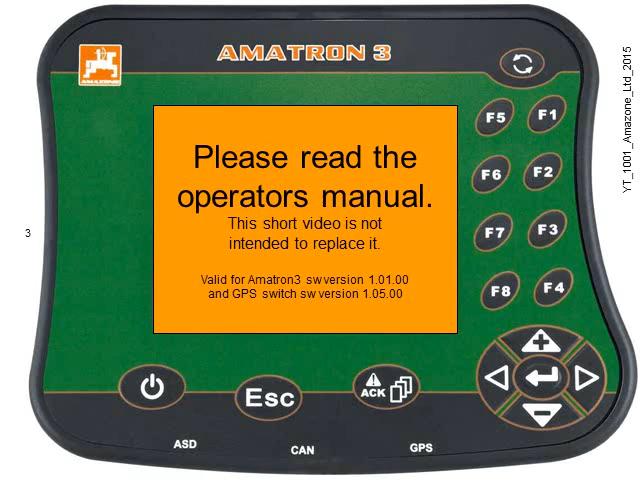 AMATRON 3
AMAZONE
Please read the
operators manual.
This short video is not
intended to replace it.
Valid for Amatron3 sw version 1.01.00
and GPS switch sw version 1.05.00
F5 F1
F6 F2
F7 F3
F8 F4
3
Esc
ACK
ASD
CAN
GPS
YT_1001_Amazone_Ltd_2015